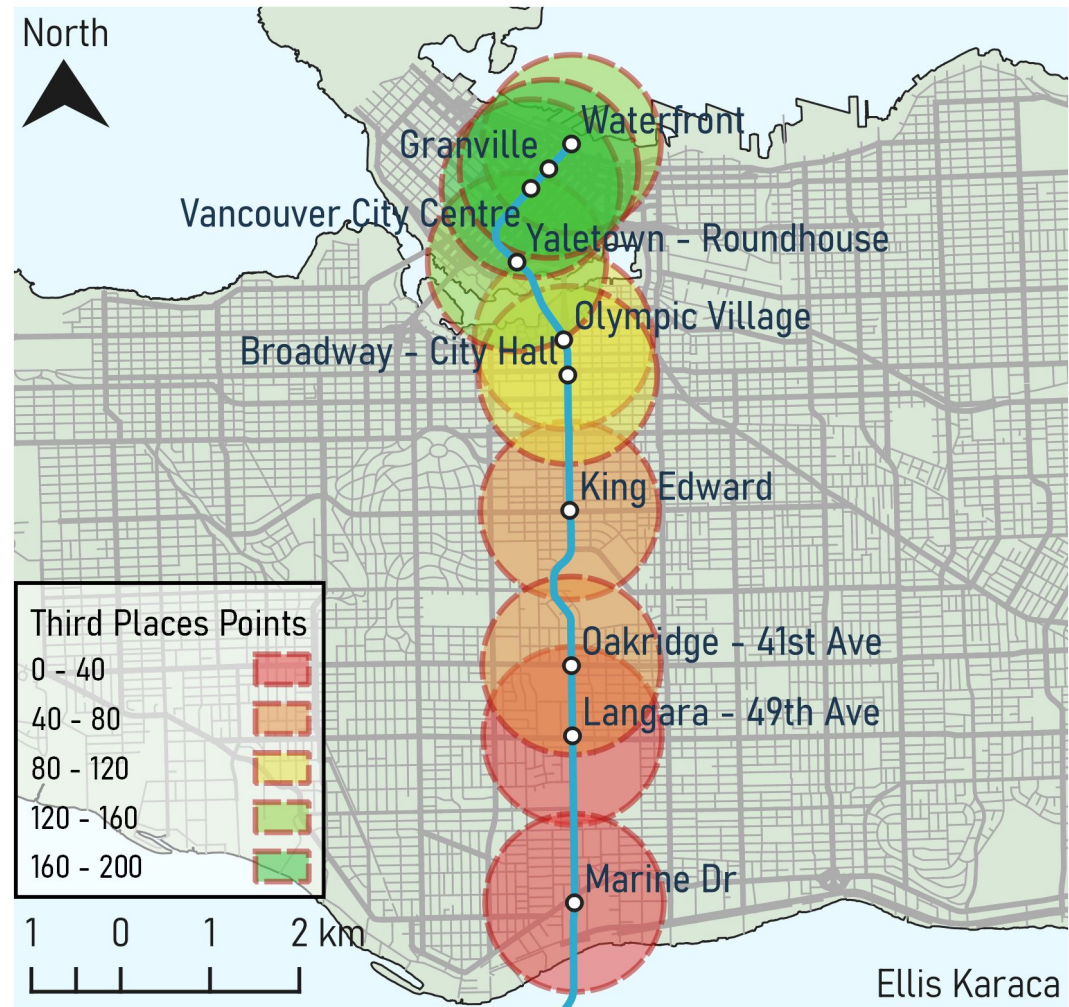 North
Waterfront
Granville
Vancouver City Centre
Yaletown - Roundhouse
Olympic Village
Broadway - City Hall
King Edward
Oakridge - 41st Ave
Langara - 49th Ave
Marine Dr
Third Places Points
0 - 40
40 - 80
80 - 120
120 - 160
160 - 200
1 0 1 2 km
Ellis Karaca